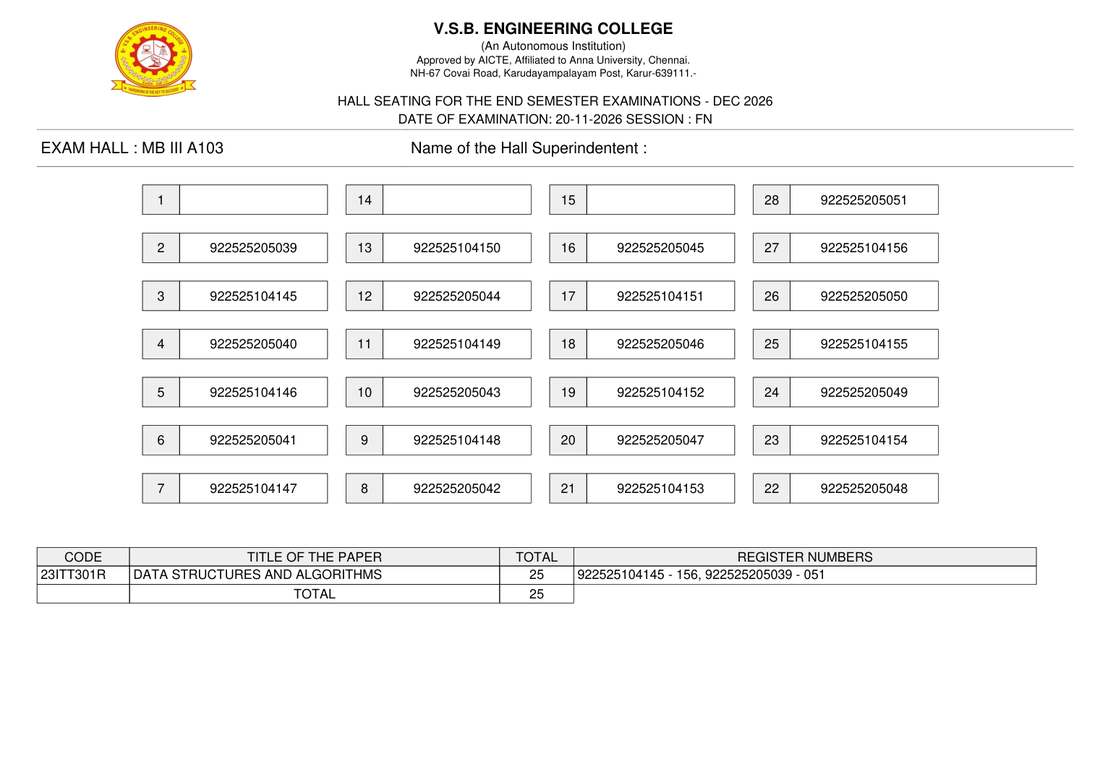 V.S.B. ENGINEERING COLLEGE
(An Autonomous Institution)
Approved by AICTE, Affiliated to Anna University, Chennai.
NH-67 Covai Road, Karudayampalayam Post, Karur-639111.-
HALL SEATING FOR THE END SEMESTER EXAMINATIONS - DEC 2026
DATE OF EXAMINATION: 20-11-2026 SESSION : FN
EXAM HALL : MB III A103 Name of the Hall Superindentent :
1 14 15 28 922525205051
2 922525205039 13 922525104150 16 922525205045 27 922525104156
3 922525104145 12 922525205044 17 922525104151 26 922525205050
4 922525205040 11 922525104149 18 922525205046 25 922525104155
5 922525104146 10 922525205043 19 922525104152 24 922525205049
6 922525205041 9 922525104148 20 922525205047 23 922525104154
7 922525104147 8 922525205042 21 922525104153 22 922525205048
CODE TITLE OF THE PAPER TOTAL REGISTER NUMBERS
23ITT301R DATA STRUCTURES AND ALGORITHMS 25 922525104145 - 156, 922525205039 - 051
TOTAL 25